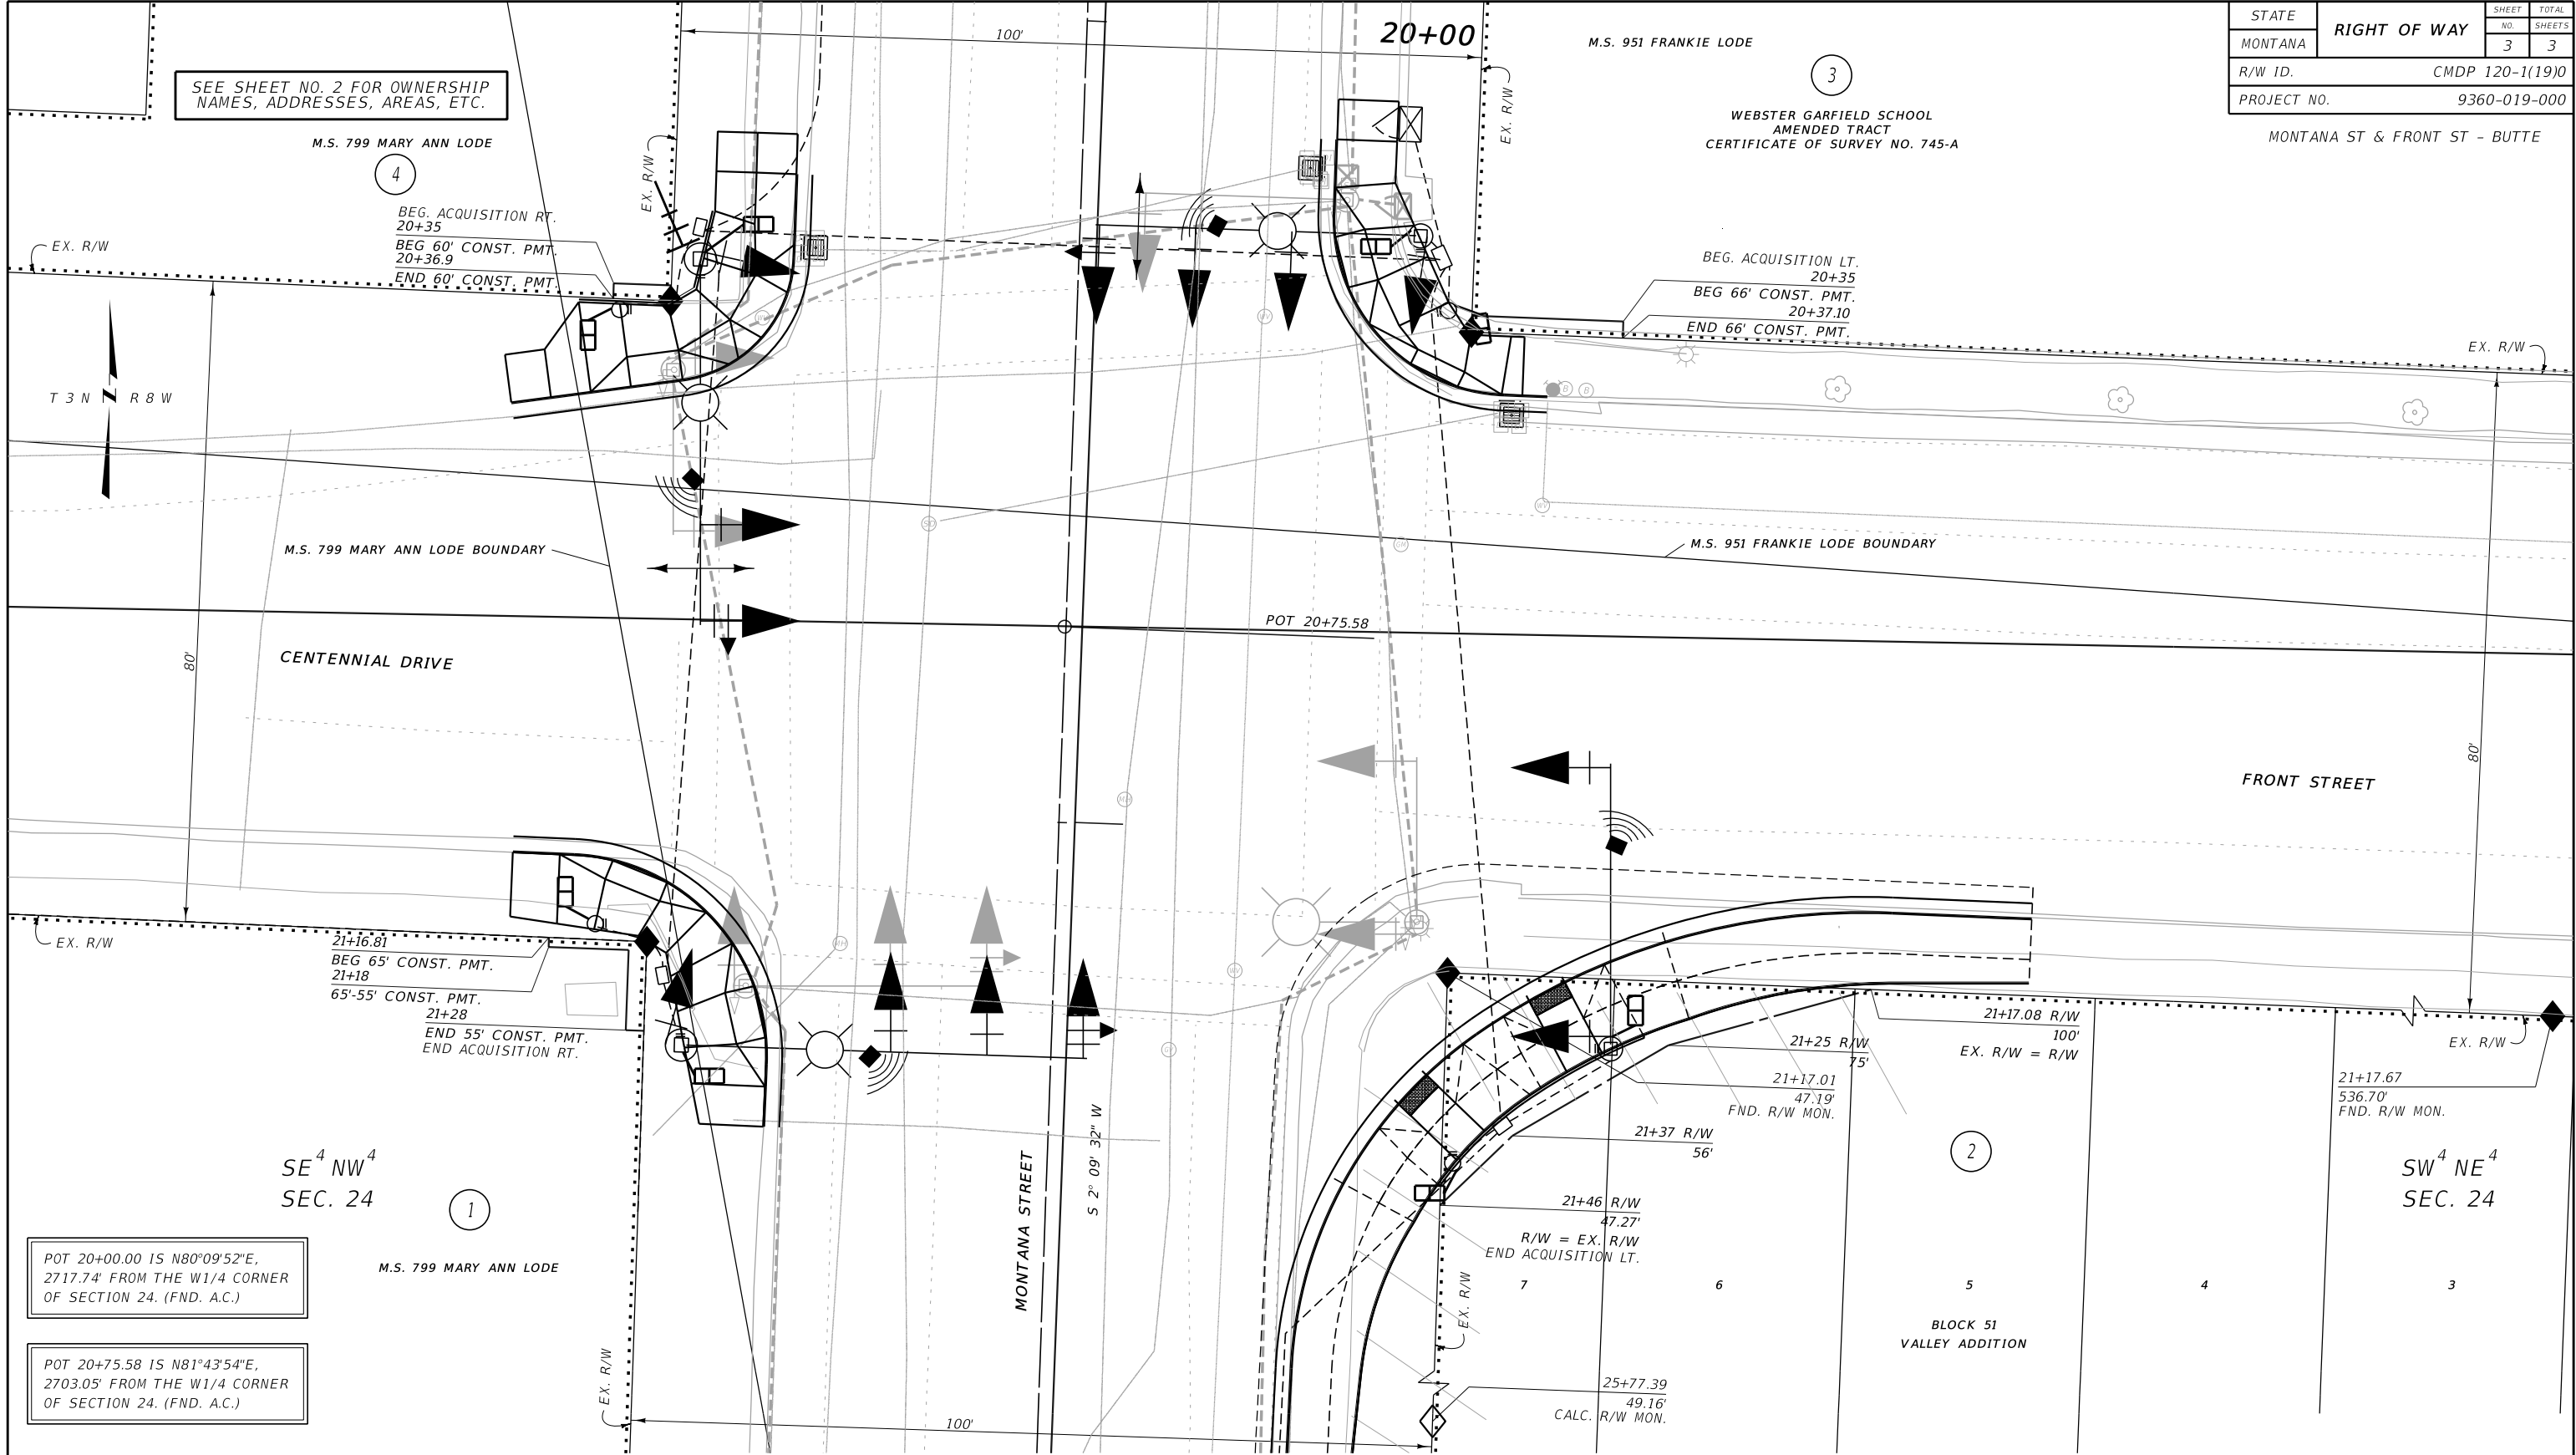 STATE
MONTANA
RIGHT OF WAY
SHEET NO.
3
TOTAL SHEETS
3
R/W ID. CMDP 120-1(19)0
PROJECT NO. 9360-019-000
MONTANA ST & FRONT ST - BUTTE
100'
20+00
M.S. 951 FRANKIE LODE
3
WEBSTER GARFIELD SCHOOL
AMENDED TRACT
CERTIFICATE OF SURVEY NO. 745-A
SEE SHEET NO. 2 FOR OWNERSHIP
NAMES, ADDRESSES, AREAS, ETC.
M.S. 799 MARY ANN LODE
4
EX. R/W
EX. R/W
BEG. ACQUISITION RT.
20+35
BEG 60' CONST. PMT.
20+36.9
END 60' CONST. PMT.
EX. R/W
BEG. ACQUISITION LT.
20+35
BEG 66' CONST. PMT.
20+37.10
END 66' CONST. PMT.
EX. R/W
T 3 N N R 8 W
M.S. 799 MARY ANN LODE BOUNDARY
M.S. 951 FRANKIE LODE BOUNDARY
POT 20+75.58
CENTENNIAL DRIVE
80'
80'
FRONT STREET
EX. R/W
21+16.81
BEG 65' CONST. PMT.
21+18
65'-55' CONST. PMT.
21+28
END 55' CONST. PMT.
END ACQUISITION RT.
21+17.08 R/W
100'
EX. R/W = R/W
21+25 R/W
75'
21+17.01
47.19'
FND. R/W MON.
21+37 R/W
56'
21+46 R/W
47.27'
R/W = EX. R/W
END ACQUISITION LT.
EX. R/W
21+17.67
536.70'
FND. R/W MON.
2
SE 4 NW 4
SEC. 24
1
SW 4 NE 4
SEC. 24
M.S. 799 MARY ANN LODE
MONTANA STREET
S 2° 09' 32" W
POT 20+00.00 IS N80°09'52"E,
2717.74' FROM THE W1/4 CORNER
OF SECTION 24. (FND. A.C.)
POT 20+75.58 IS N81°43'54"E,
2703.05' FROM THE W1/4 CORNER
OF SECTION 24. (FND. A.C.)
7 6 5 4 3
BLOCK 51
VALLEY ADDITION
EX. R/W
EX. R/W
25+77.39
49.16'
CALC. R/W MON.
100'